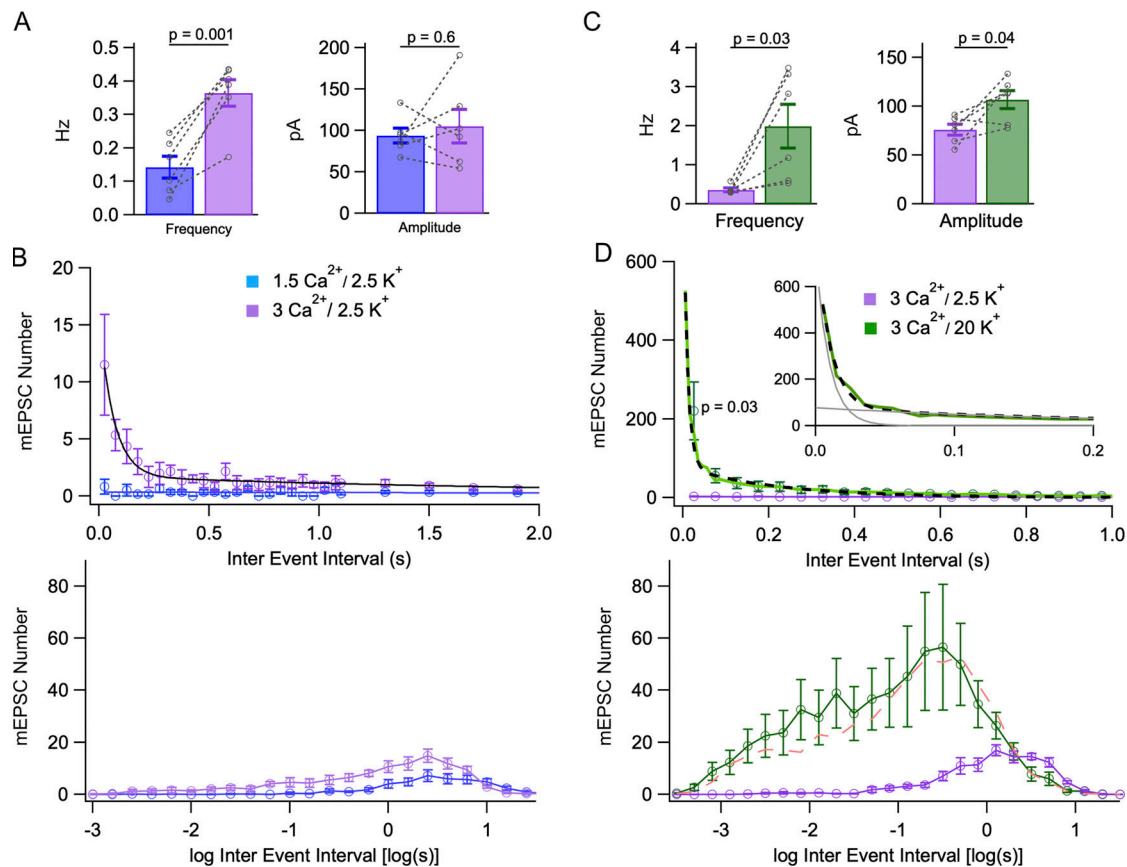 A
p = 0.001
p = 0.6
0.5
0.4
0.3
0.2
0.1
0.0
Hz
Frequency
200
150
100
50
0
pA
Amplitude
C
p = 0.03
p = 0.04
4
3
2
1
0
Hz
Frequency
150
100
50
0
pA
Amplitude
B
20
15
10
5
0
mEPSC Number
1.5 Ca²⁺/ 2.5 K⁺
3 Ca²⁺/ 2.5 K⁺
0.0 0.5 1.0 1.5 2.0
Inter Event Interval (s)
80
60
40
20
0
mEPSC Number
-3 -2 -1 0 1
log Inter Event Interval [log(s)]
D
600
400
200
0
mEPSC Number
p = 0.03
600
400
200
0
0.0 0.1 0.2
3 Ca²⁺/ 2.5 K⁺
3 Ca²⁺/ 20 K⁺
0.0 0.2 0.4 0.6 0.8 1.0
Inter Event Interval (s)
80
60
40
20
0
mEPSC Number
-3 -2 -1 0 1
log Inter Event Interval [log(s)]